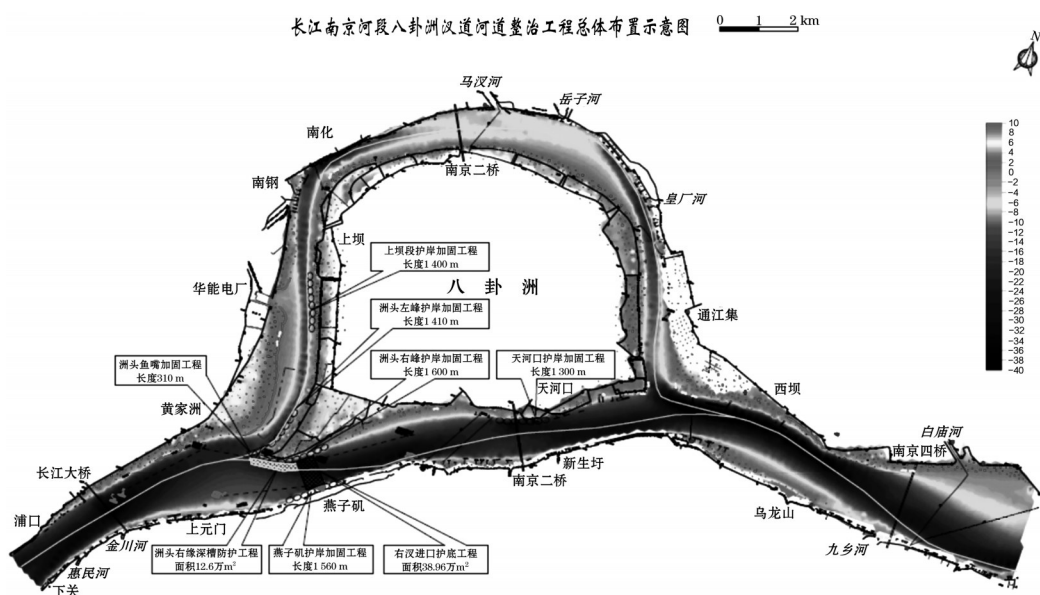 长江南京河段八卦洲汊道河道整治工程总体布置示意图
0 1 2 km
N
马汊河
岳子河
南化
南钢
南京二桥
皇厂河
上坝
上坝段护岸加固工程
长度1 400 m
华能电厂
八卦洲
洲头左峰护岸加固工程
长度1 410 m
通江集
洲头鱼嘴加固工程
长度310 m
洲头右峰护岸加固工程
长度1 600 m
天河口护岸加固工程
长度1 300 m
天河口
西坝
黄家洲
白庙河
南京四桥
长江大桥
新生圩
南京二桥
燕子矶
乌龙山
浦口
上元门
金川河
九乡河
洲头右缘深槽防护工程
面积12.6万m²
燕子矶护岸加固工程
长度1 560 m
右汊进口护底工程
面积38.96万m²
惠民河
下关
10
8
6
4
2
0
-2
-4
-6
-8
-10
-12
-14
-16
-18
-20
-22
-24
-26
-28
-30
-32
-34
-36
-38
-40